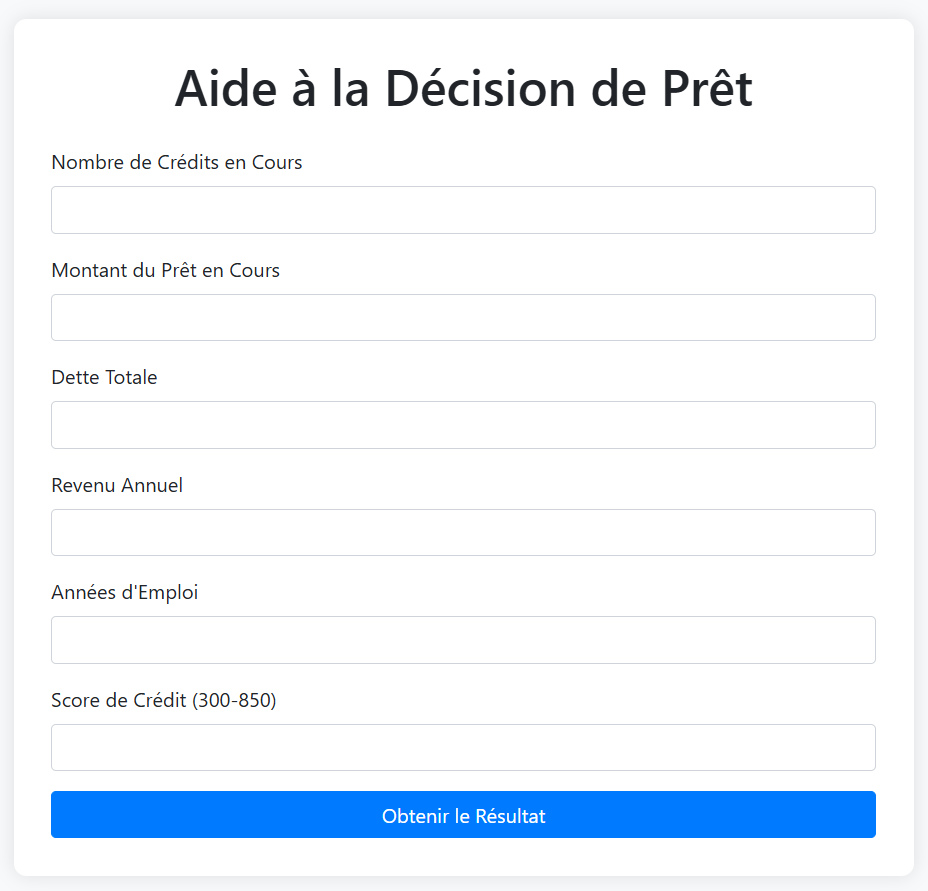 Aide à la Décision de Prêt
Nombre de Crédits en Cours
Montant du Prêt en Cours
Dette Totale
Revenu Annuel
Années d'Emploi
Score de Crédit (300-850)
Obtenir le Résultat